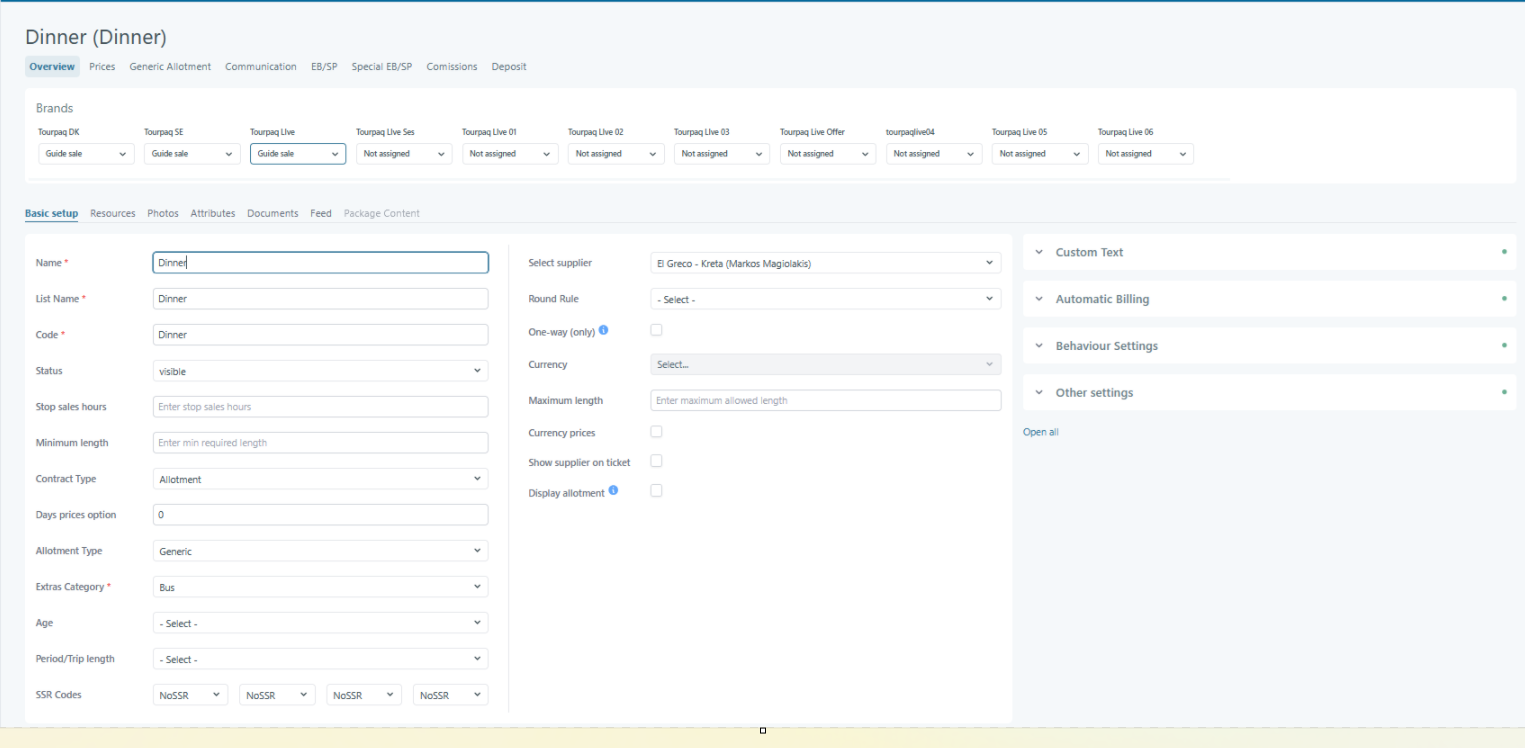 Dinner (Dinner)
Overview Prices Generic Allotment Communication EB/SP Special EB/SP Comissions Deposit
Brands
Tourpaq DK Tourpaq SE Tourpaq LIve Tourpaq LIve Ses Tourpaq LIve 01 Tourpaq LIve 02 Tourpaq LIve 03 Tourpaq Live Offer tourpaqlive04 Tourpaq Live 05 Tourpaq Live 06
Guide sale Guide sale Guide sale Not assigned Not assigned Not assigned Not assigned Not assigned Not assigned Not assigned Not assigned
Basic setup Resources Photos Attributes Documents Feed Package Content
Name * Dinner
List Name * Dinner
Code * Dinner
Status visible
Stop sales hours Enter stop sales hours
Minimum length Enter min required length
Contract Type Allotment
Days prices option 0
Allotment Type Generic
Extras Category * Bus
Age - Select -
Period/Trip length - Select -
SSR Codes NoSSR NoSSR NoSSR NoSSR
Select supplier El Greco - Kreta (Markos Magiolakis)
Round Rule - Select -
One-way (only)
Currency Select...
Maximum length Enter maximum allowed length
Currency prices
Show supplier on ticket
Display allotment
Custom Text
Automatic Billing
Behaviour Settings
Other settings
Open all